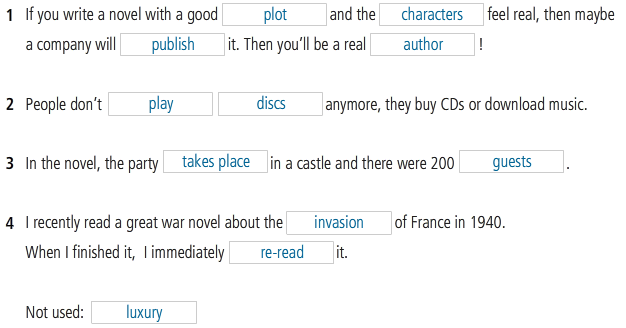 1 If you write a novel with a good plot and the characters feel real, then maybe
a company will publish it. Then you'll be a real author !
2 People don't play discs anymore, they buy CDs or download music.
3 In the novel, the party takes place in a castle and there were 200 guests .
4 I recently read a great war novel about the invasion of France in 1940.
When I finished it, I immediately re-read it.
Not used: luxury